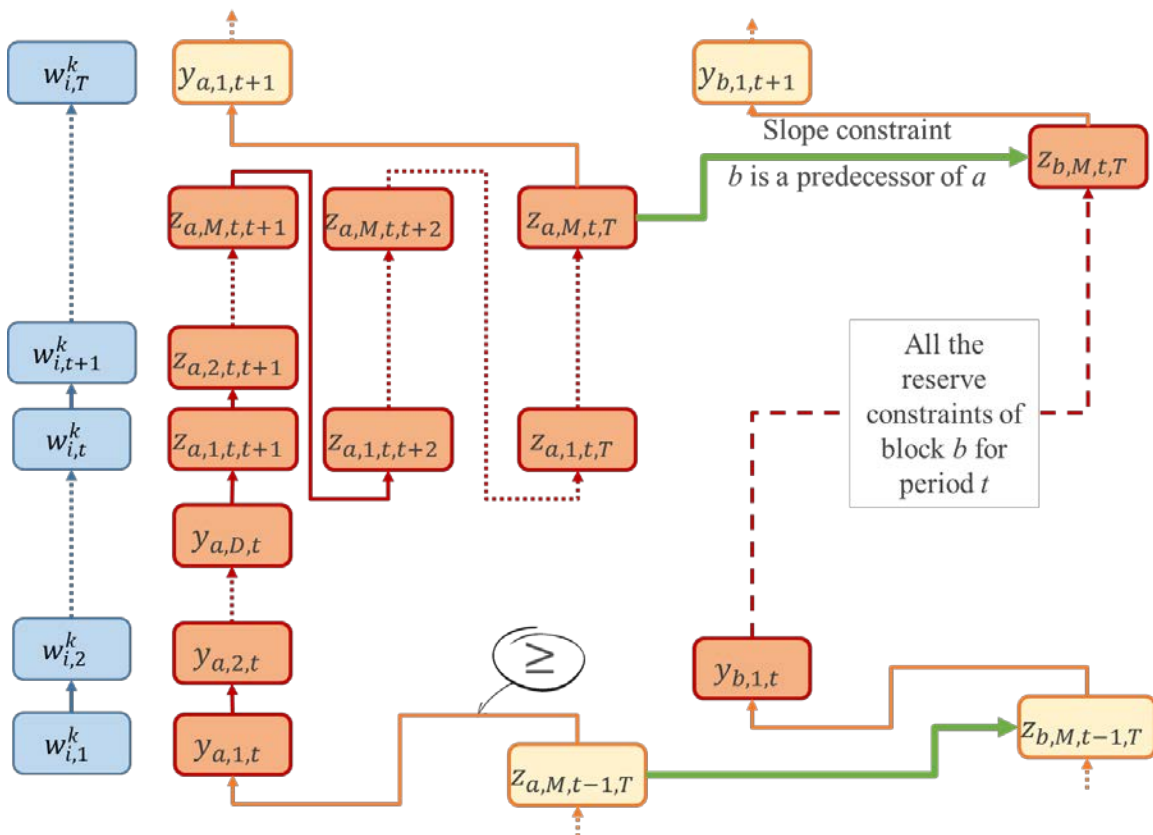 w^k_{i,T}
y_{a,1,t+1}
y_{b,1,t+1}
Slope constraint
b is a predecessor of a
z_{b,M,t,T}
z_{a,M,t,t+1}
z_{a,M,t,t+2}
z_{a,M,t,T}
w^k_{i,t+1}
z_{a,2,t,t+1}
All the
reserve
constraints of
block b for
period t
w^k_{i,t}
z_{a,1,t,t+1}
z_{a,1,t,t+2}
z_{a,1,t,T}
y_{a,D,t}
w^k_{i,2}
y_{a,2,t}
≥
y_{b,1,t}
w^k_{i,1}
y_{a,1,t}
z_{a,M,t−1,T}
z_{b,M,t−1,T}